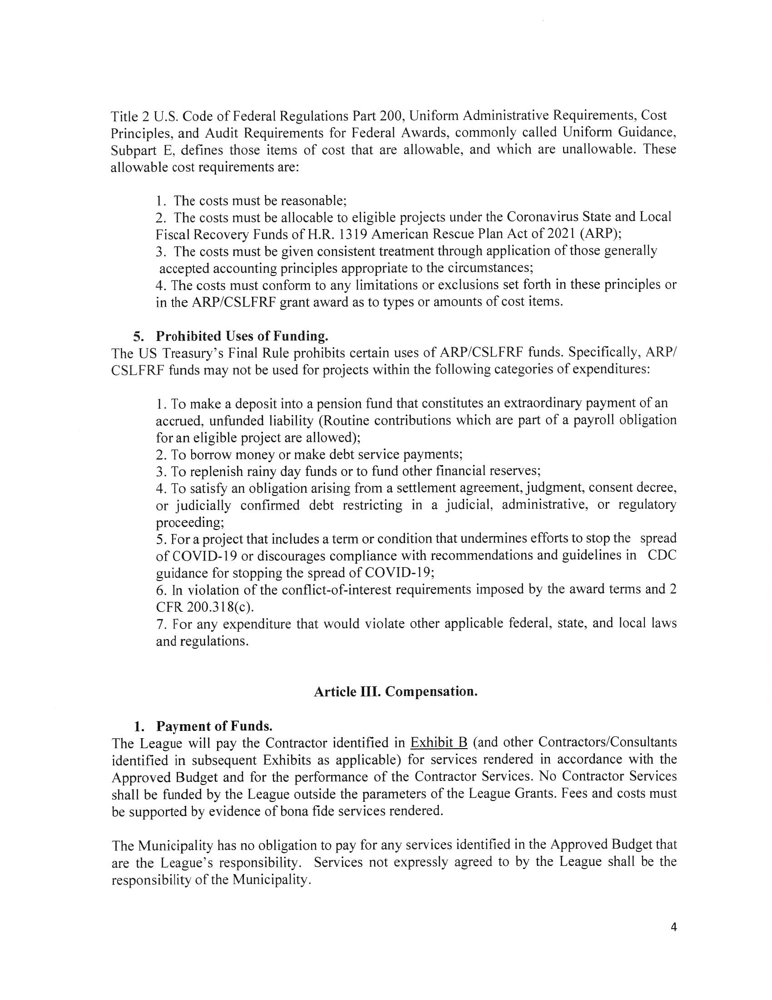 Title 2 U.S. Code of Federal Regulations Part 200, Uniform Administrative Requirements, Cost
Principles, and Audit Requirements for Federal Awards, commonly called Uniform Guidance,
Subpart E, defines those items of cost that are allowable, and which are unallowable. These
allowable cost requirements are:
1. The costs must be reasonable;
2. The costs must be allocable to eligible projects under the Coronavirus State and Local
Fiscal Recovery Funds of H.R. 1319 American Rescue Plan Act of 2021 (ARP);
3. The costs must be given consistent treatment through application of those generally
accepted accounting principles appropriate to the circumstances;
4. The costs must conform to any limitations or exclusions set forth in these principles or
in the ARP/CSLFRF grant award as to types or amounts of cost items.
5. Prohibited Uses of Funding.
The US Treasury's Final Rule prohibits certain uses of ARP/CSLFRF funds. Specifically, ARP/
CSLFRF funds may not be used for projects within the following categories of expenditures:
1. To make a deposit into a pension fund that constitutes an extraordinary payment of an
accrued, unfunded liability (Routine contributions which are part of a payroll obligation
for an eligible project are allowed);
2. To borrow money or make debt service payments;
3. To replenish rainy day funds or to fund other financial reserves;
4. To satisfy an obligation arising from a settlement agreement, judgment, consent decree,
or judicially confirmed debt restricting in a judicial, administrative, or regulatory
proceeding;
5. For a project that includes a term or condition that undermines efforts to stop the spread
of COVID-19 or discourages compliance with recommendations and guidelines in CDC
guidance for stopping the spread of COVID-19;
6. In violation of the conflict-of-interest requirements imposed by the award terms and 2
CFR 200.318(c).
7. For any expenditure that would violate other applicable federal, state, and local laws
and regulations.
Article III. Compensation.
1. Payment of Funds.
The League will pay the Contractor identified in Exhibit B (and other Contractors/Consultants
identified in subsequent Exhibits as applicable) for services rendered in accordance with the
Approved Budget and for the performance of the Contractor Services. No Contractor Services
shall be funded by the League outside the parameters of the League Grants. Fees and costs must
be supported by evidence of bona fide services rendered.
The Municipality has no obligation to pay for any services identified in the Approved Budget that
are the League's responsibility. Services not expressly agreed to by the League shall be the
responsibility of the Municipality.
4